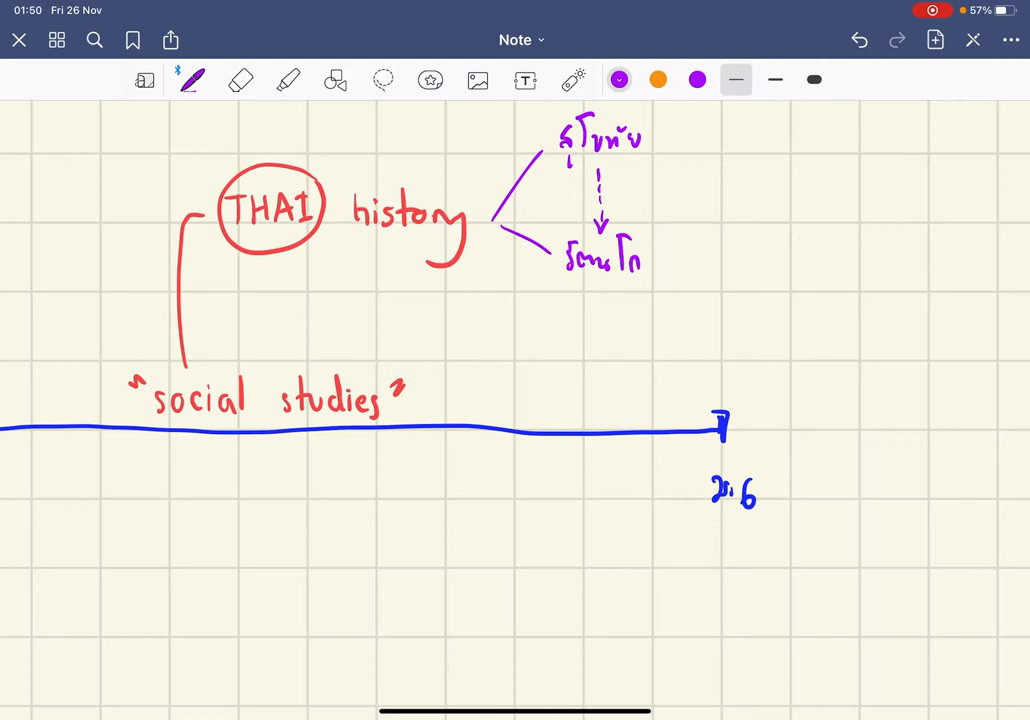 01:50 Fri 26 Nov
57%
Note
T
สุโขทัย
THAI history
รัตนโก
"social studies"
ม.6